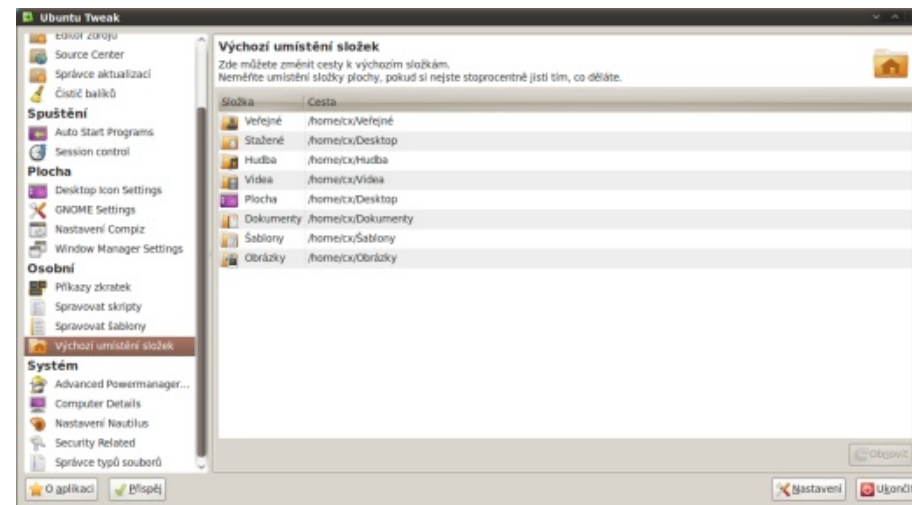 Ubuntu Tweak
Editor zdrojů
Source Center
Správce aktualizací
Čistič balíků
Spuštění
Auto Start Programs
Session control
Plocha
Desktop Icon Settings
GNOME Settings
Nastavení Compiz
Window Manager Settings
Osobní
Příkazy zkratek
Spravovat skripty
Spravovat šablony
Výchozí umístění složek
Systém
Advanced Powermanager...
Computer Details
Nastavení Nautilus
Security Related
Správce typů souborů
Výchozí umístění složek
Zde můžete změnit cesty k výchozím složkám.
Neměňte umístění složky plochy, pokud si nejste stoprocentně jisti tím, co děláte.
Složka Cesta
Veřejné /home/cx/Veřejné
Stažené /home/cx/Desktop
Hudba /home/cx/Hudba
Videa /home/cx/Videa
Plocha /home/cx/Desktop
Dokumenty /home/cx/Dokumenty
Šablony /home/cx/Šablony
Obrázky /home/cx/Obrázky
Obnovit
O aplikaci Přispěj Nastavení Ukončit